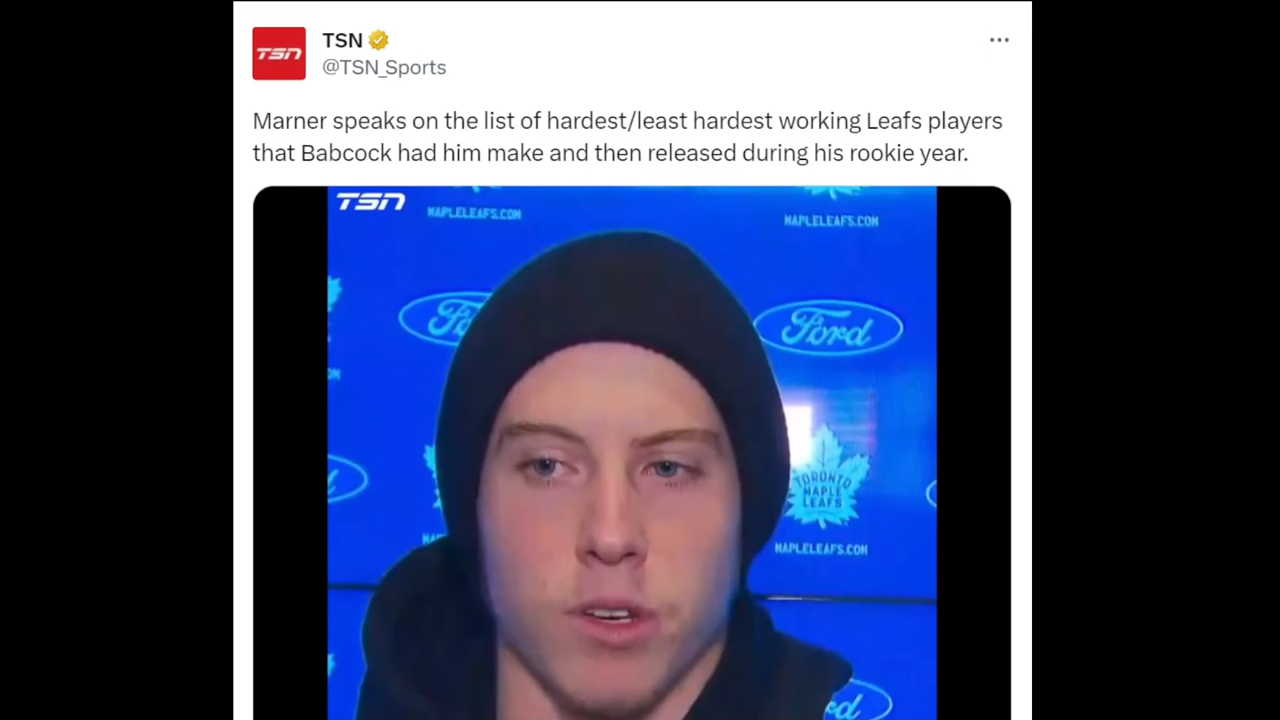 TSN
TSN
@TSN_Sports
Marner speaks on the list of hardest/least hardest working Leafs players
that Babcock had him make and then released during his rookie year.
TSN
MAPLELEAFS.COM
MAPLELEAFS.COM
Ford
TORONTO
MAPLE
LEAFS
MAPLELEAFS.COM